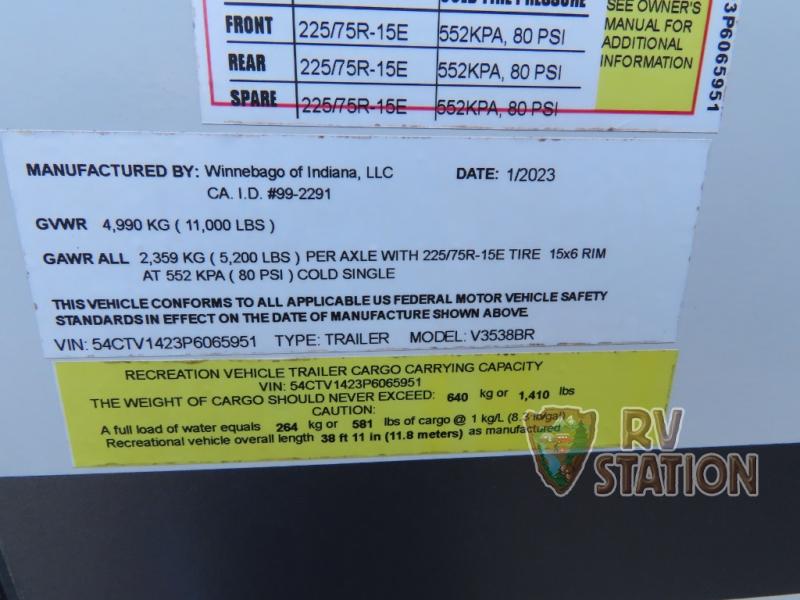 COLD TIRE PRESSURE
SEE OWNER'S
FRONT 225/75R-15E 552KPA, 80 PSI MANUAL FOR
ADDITIONAL
REAR 225/75R-15E 552KPA, 80 PSI INFORMATION
SPARE 225/75R-15E 552KPA, 80 PSI
3P6065951
MANUFACTURED BY: Winnebago of Indiana, LLC DATE: 1/2023
CA. I.D. #99-2291
GVWR 4,990 KG ( 11,000 LBS )
GAWR ALL 2,359 KG ( 5,200 LBS ) PER AXLE WITH 225/75R-15E TIRE 15x6 RIM
AT 552 KPA ( 80 PSI ) COLD SINGLE
THIS VEHICLE CONFORMS TO ALL APPLICABLE US FEDERAL MOTOR VEHICLE SAFETY
STANDARDS IN EFFECT ON THE DATE OF MANUFACTURE SHOWN ABOVE.
VIN: 54CTV1423P6065951 TYPE: TRAILER MODEL: V3538BR
RECREATION VEHICLE TRAILER CARGO CARRYING CAPACITY
VIN: 54CTV1423P6065951
THE WEIGHT OF CARGO SHOULD NEVER EXCEED: 640 kg or 1,410 lbs
CAUTION:
A full load of water equals 264 kg or 581 lbs of cargo @ 1 kg/L (8.3 lb/gal)
Recreational vehicle overall length 38 ft 11 in (11.8 meters) as manufactured
RV
STATION